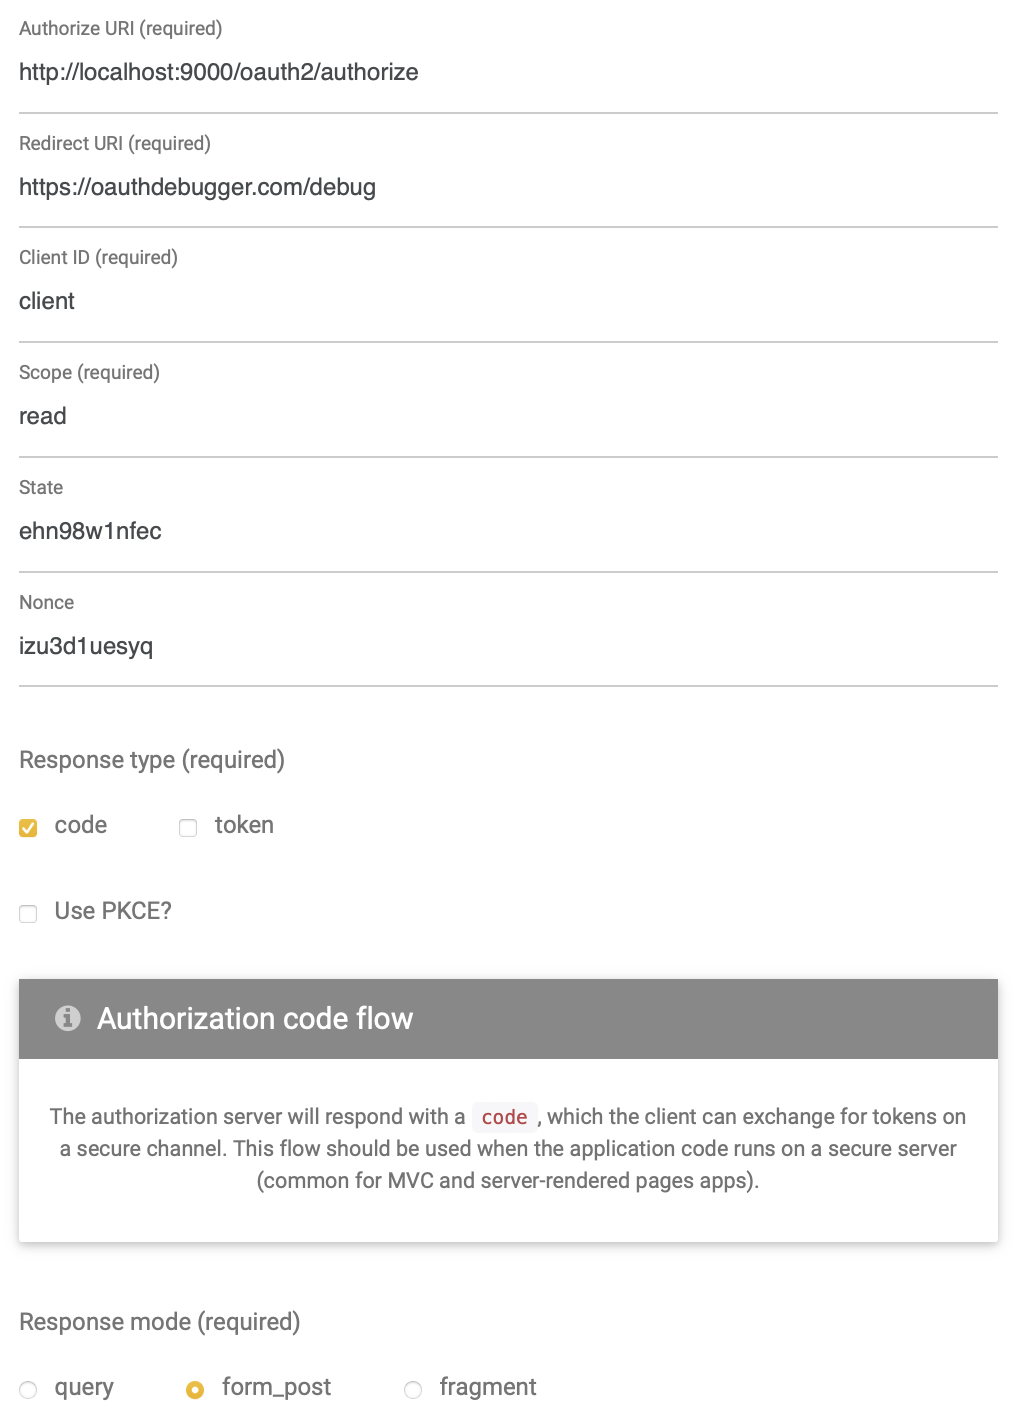 Authorize URI (required)
http://localhost:9000/oauth2/authorize
Redirect URI (required)
https://oauthdebugger.com/debug
Client ID (required)
client
Scope (required)
read
State
ehn98w1nfec
Nonce
izu3d1uesyq
Response type (required)
code token
Use PKCE?
Authorization code flow
The authorization server will respond with a code , which the client can exchange for tokens on
a secure channel. This flow should be used when the application code runs on a secure server
(common for MVC and server-rendered pages apps).
Response mode (required)
query form_post fragment